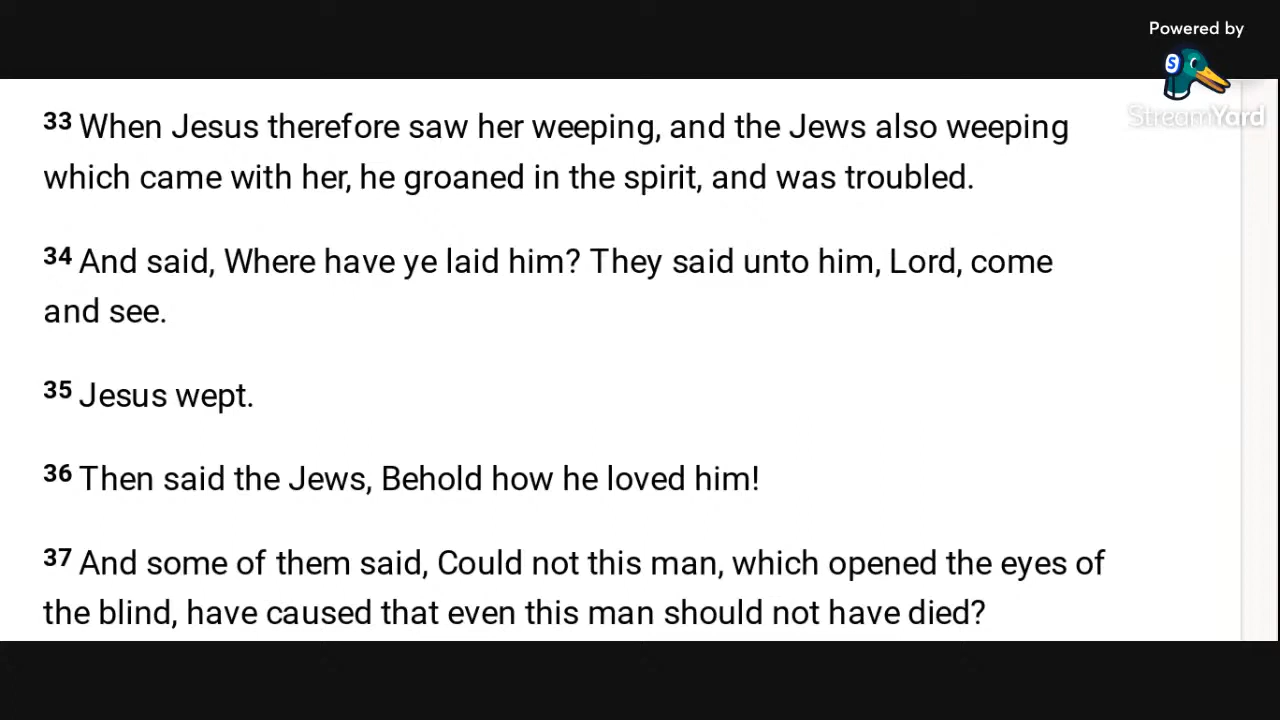 Powered by
S
StreamYard
33 When Jesus therefore saw her weeping, and the Jews also weeping
which came with her, he groaned in the spirit, and was troubled.
34 And said, Where have ye laid him? They said unto him, Lord, come
and see.
35 Jesus wept.
36 Then said the Jews, Behold how he loved him!
37 And some of them said, Could not this man, which opened the eyes of
the blind, have caused that even this man should not have died?